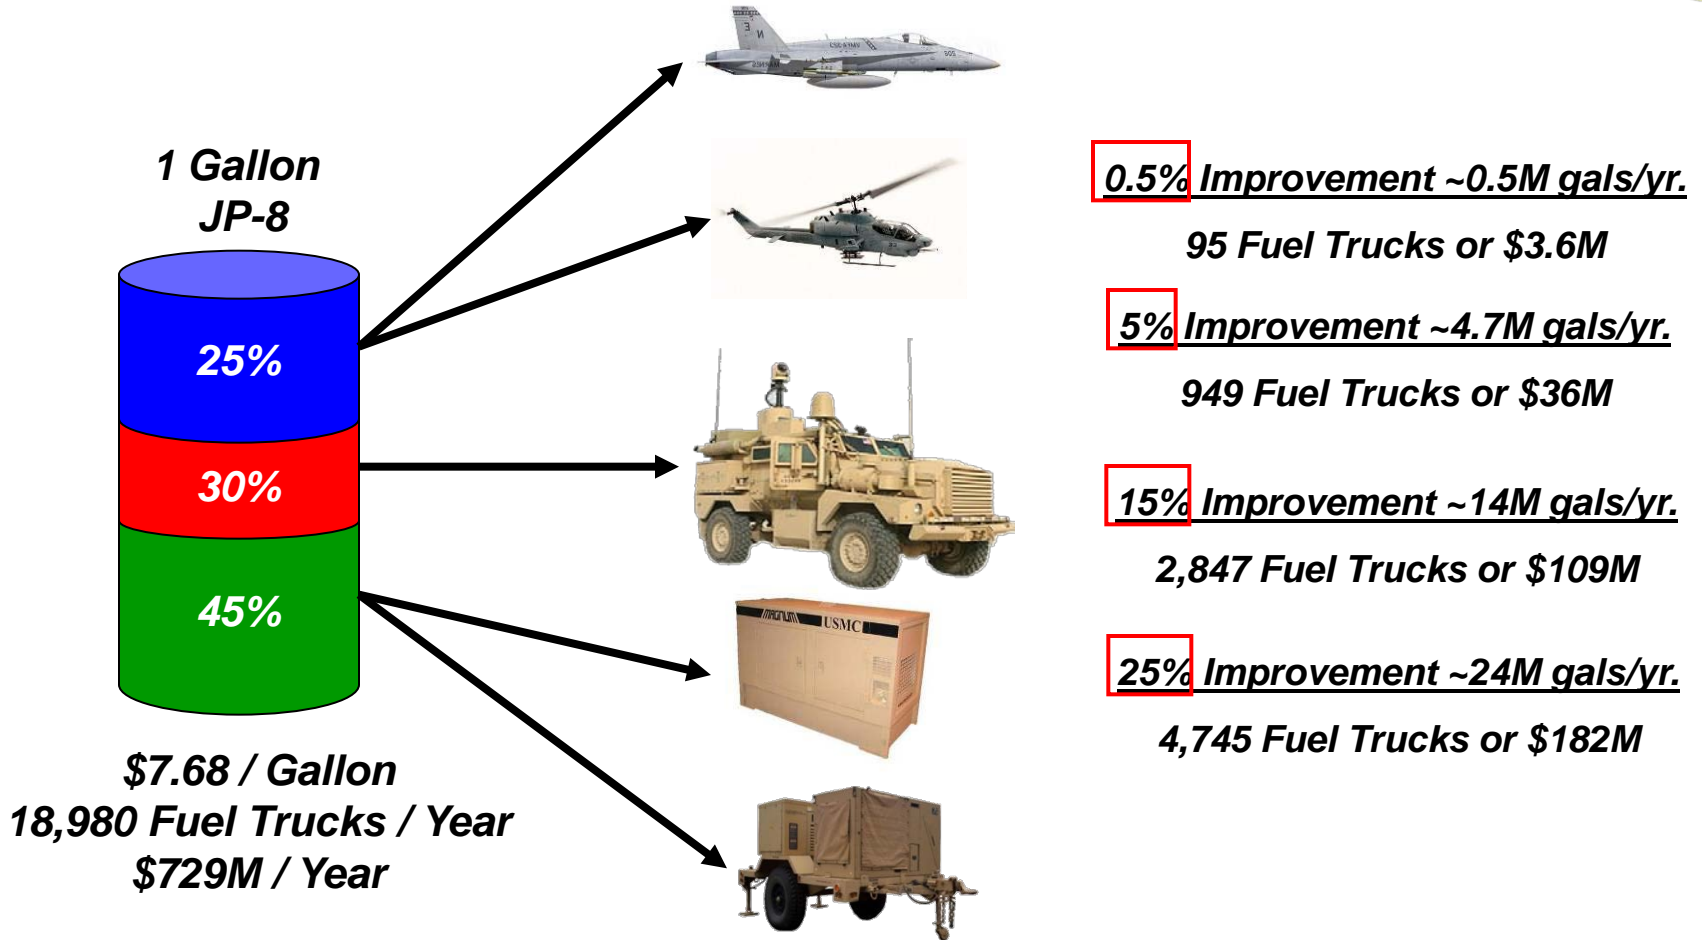 1 Gallon
JP-8
25%
30%
45%
$7.68 / Gallon
18,980 Fuel Trucks / Year
$729M / Year
MAGNUM USMC
0.5% Improvement ~0.5M gals/yr.
95 Fuel Trucks or $3.6M
5% Improvement ~4.7M gals/yr.
949 Fuel Trucks or $36M
15% Improvement ~14M gals/yr.
2,847 Fuel Trucks or $109M
25% Improvement ~24M gals/yr.
4,745 Fuel Trucks or $182M